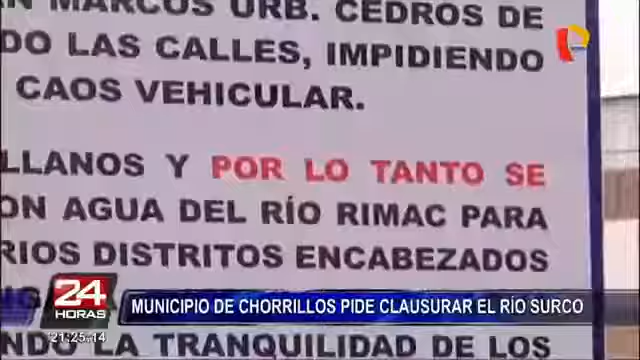 MARCOS URB. CEDROS DE
DO LAS CALLES, IMPIDIENDO
CAOS VEHICULAR.
LLANOS Y POR LO TANTO SE
ON AGUA DEL RÍO RIMAC PARA
RIOS DISTRITOS ENCABEZADOS
24
HORAS
MUNICIPIO DE CHORRILLOS PIDE CLAUSURAR EL RÍO SURCO
21:25:14
NDO LA TRANQUILIDAD DE LOS